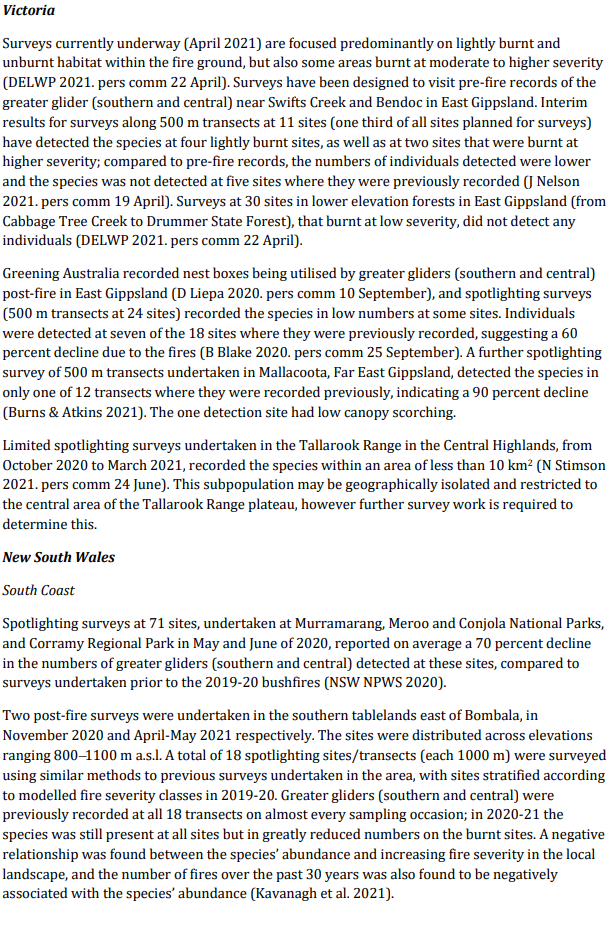 Victoria
Surveys currently underway (April 2021) are focused predominantly on lightly burnt and
unburnt habitat within the fire ground, but also some areas burnt at moderate to higher severity
(DELWP 2021. pers comm 22 April). Surveys have been designed to visit pre-fire records of the
greater glider (southern and central) near Swifts Creek and Bendoc in East Gippsland. Interim
results for surveys along 500 m transects at 11 sites (one third of all sites planned for surveys)
have detected the species at four lightly burnt sites, as well as at two sites that were burnt at
higher severity; compared to pre-fire records, the numbers of individuals detected were lower
and the species was not detected at five sites where they were previously recorded (J Nelson
2021. pers comm 19 April). Surveys at 30 sites in lower elevation forests in East Gippsland (from
Cabbage Tree Creek to Drummer State Forest), that burnt at low severity, did not detect any
individuals (DELWP 2021. pers comm 22 April).
Greening Australia recorded nest boxes being utilised by greater gliders (southern and central)
post-fire in East Gippsland (D Liepa 2020. pers comm 10 September), and spotlighting surveys
(500 m transects at 24 sites) recorded the species in low numbers at some sites. Individuals
were detected at seven of the 18 sites where they were previously recorded, suggesting a 60
percent decline due to the fires (B Blake 2020. pers comm 25 September). A further spotlighting
survey of 500 m transects undertaken in Mallacoota, Far East Gippsland, detected the species in
only one of 12 transects where they were recorded previously, indicating a 90 percent decline
(Burns & Atkins 2021). The one detection site had low canopy scorching.
Limited spotlighting surveys undertaken in the Tallarook Range in the Central Highlands, from
October 2020 to March 2021, recorded the species within an area of less than 10 km² (N Stimson
2021. pers comm 24 June). This subpopulation may be geographically isolated and restricted to
the central area of the Tallarook Range plateau, however further survey work is required to
determine this.
New South Wales
South Coast
Spotlighting surveys at 71 sites, undertaken at Murramarang, Meroo and Conjola National Parks,
and Corramy Regional Park in May and June of 2020, reported on average a 70 percent decline
in the numbers of greater gliders (southern and central) detected at these sites, compared to
surveys undertaken prior to the 2019-20 bushfires (NSW NPWS 2020).
Two post-fire surveys were undertaken in the southern tablelands east of Bombala, in
November 2020 and April-May 2021 respectively. The sites were distributed across elevations
ranging 800–1100 m a.s.l. A total of 18 spotlighting sites/transects (each 1000 m) were surveyed
using similar methods to previous surveys undertaken in the area, with sites stratified according
to modelled fire severity classes in 2019-20. Greater gliders (southern and central) were
previously recorded at all 18 transects on almost every sampling occasion; in 2020-21 the
species was still present at all sites but in greatly reduced numbers on the burnt sites. A negative
relationship was found between the species' abundance and increasing fire severity in the local
landscape, and the number of fires over the past 30 years was also found to be negatively
associated with the species' abundance (Kavanagh et al. 2021).